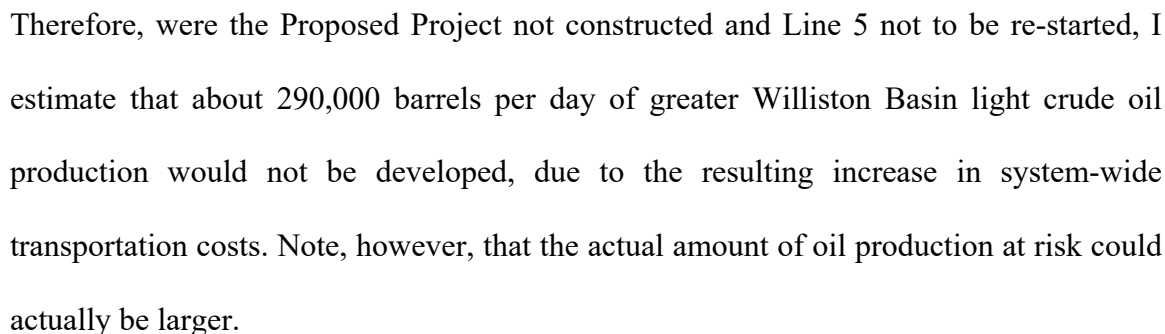 Therefore, were the Proposed Project not constructed and Line 5 not to be re-started, I
estimate that about 290,000 barrels per day of greater Williston Basin light crude oil
production would not be developed, due to the resulting increase in system-wide
transportation costs. Note, however, that the actual amount of oil production at risk could
actually be larger.